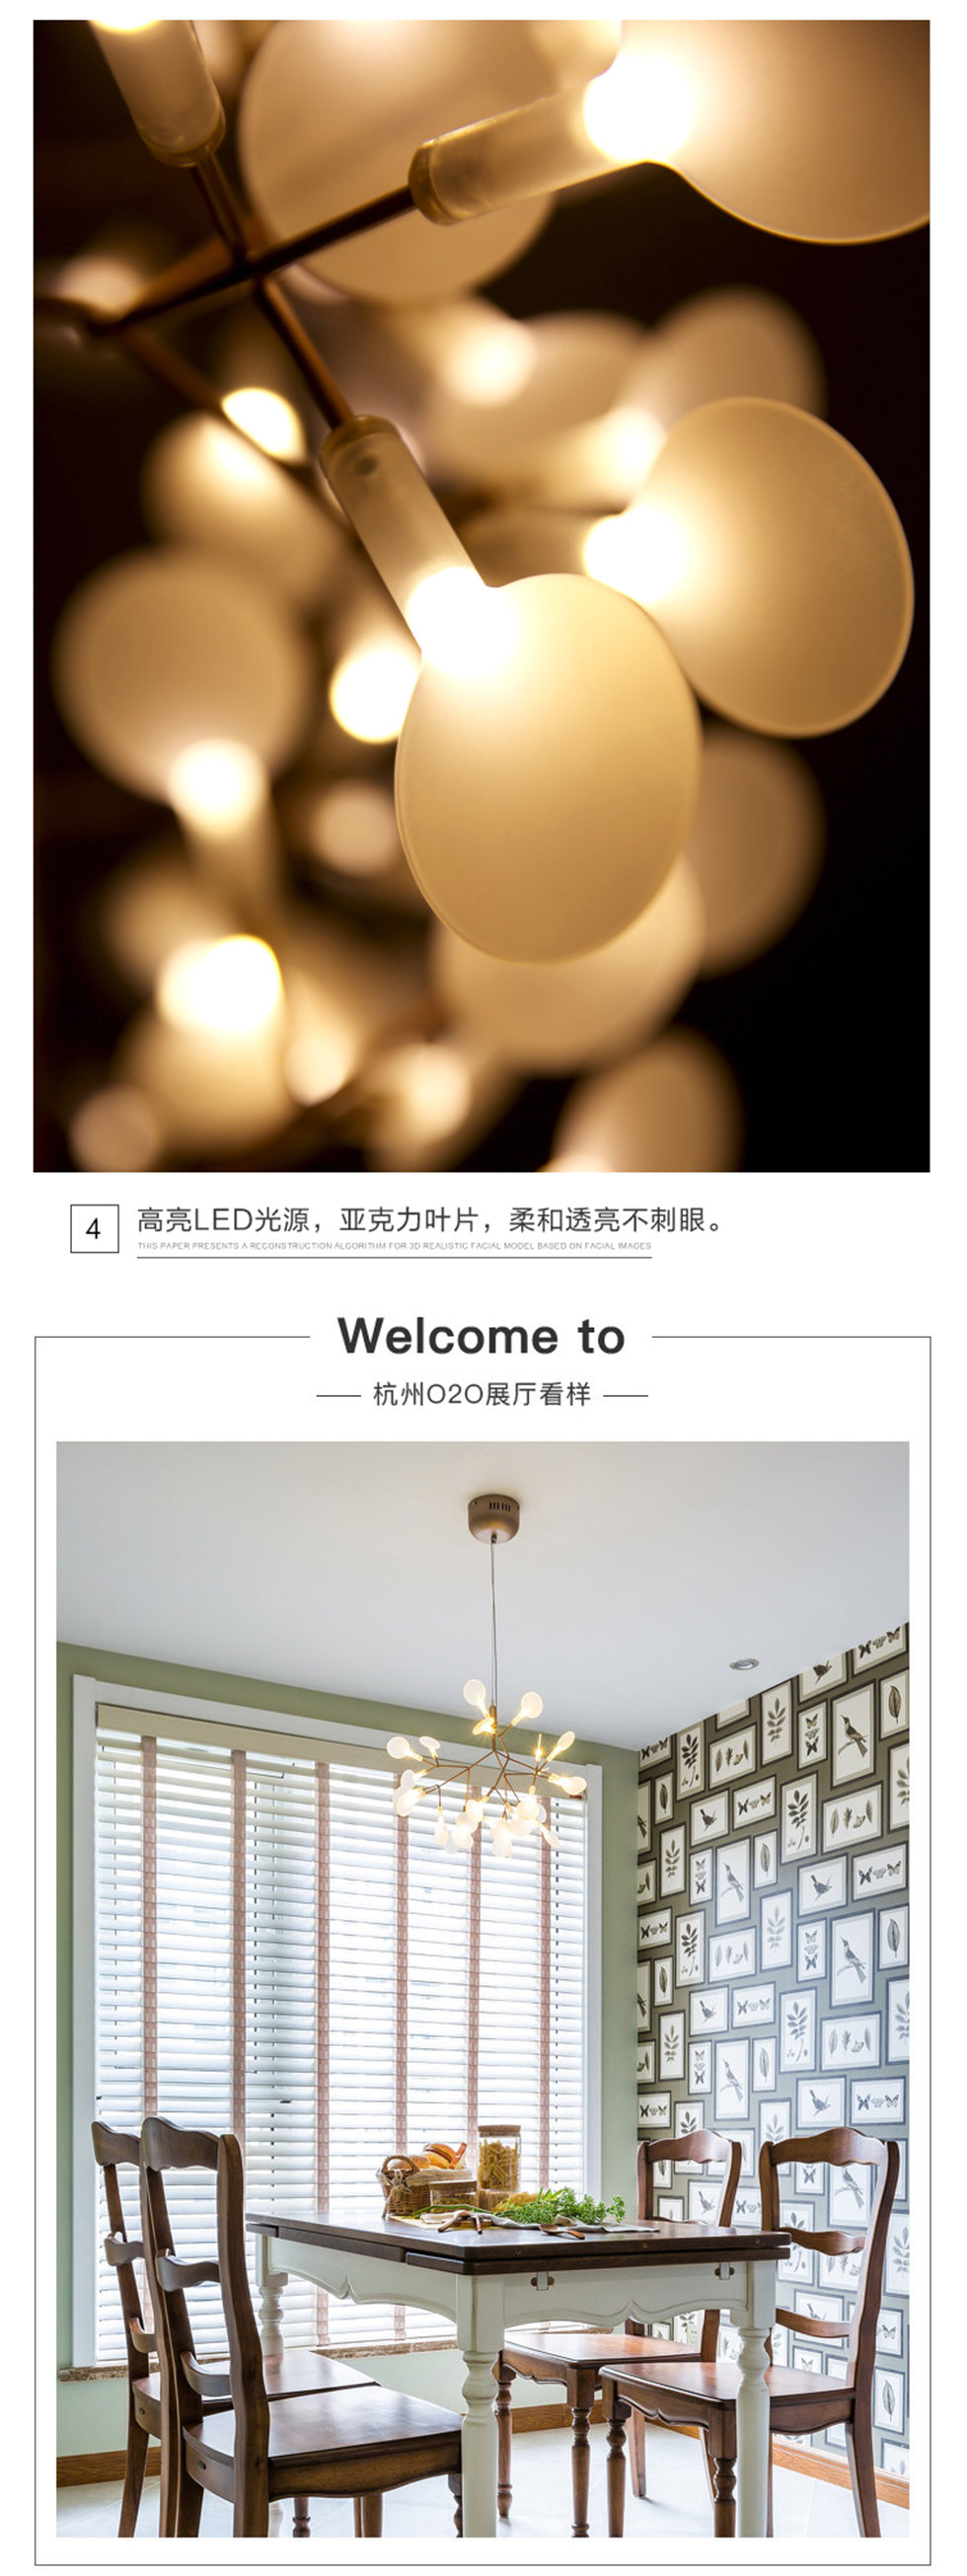 4
高亮LED光源，亚克力叶片，柔和透亮不刺眼。
THIS PAPER PRESENTS A RECONSTRUCTION ALGORITHM FOR 3D REALISTIC FACIAL MODEL BASED ON FACIAL IMAGES
Welcome to
杭州O2O展厅看样